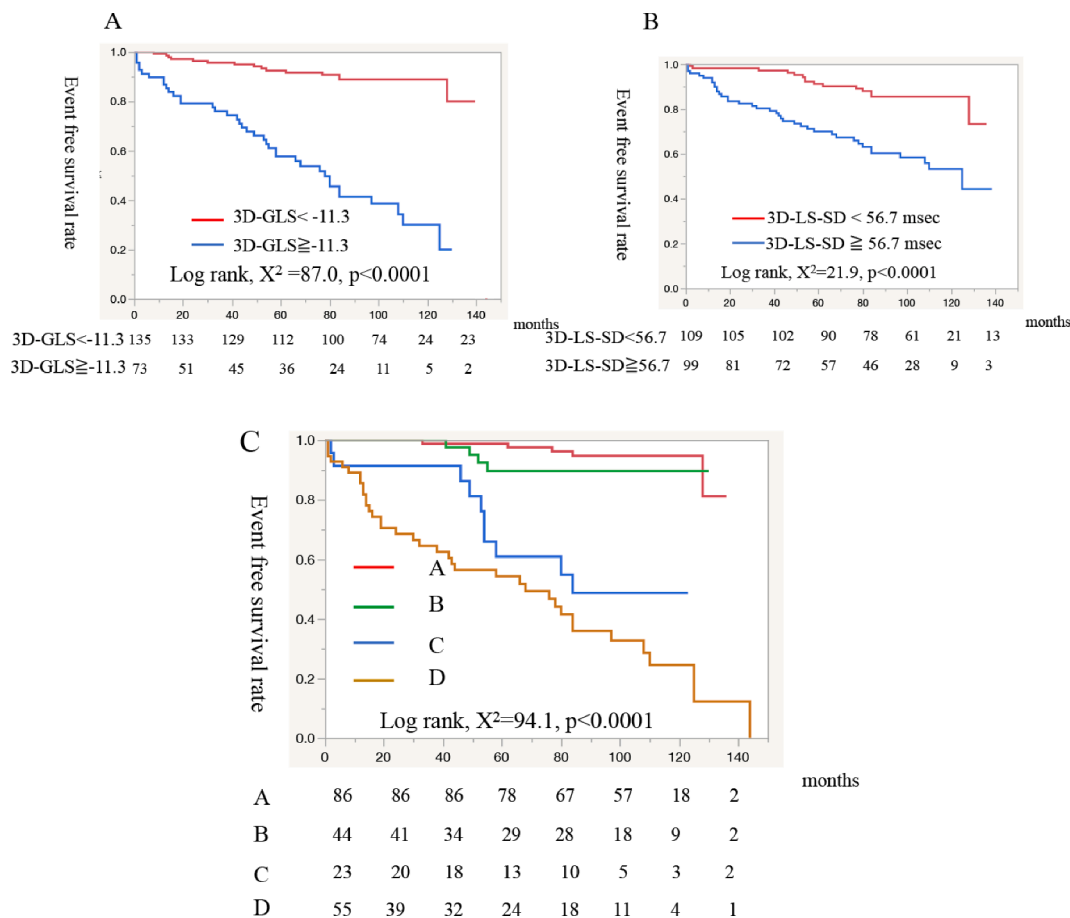 A
Event free survival rate
1.0
0.8
0.6
0.4
0.2
0.0
3D-GLS< -11.3
3D-GLS≧-11.3
Log rank, X² =87.0, p<0.0001
0 20 40 60 80 100 120 140
months
3D-GLS<-11.3 135 133 129 112 100 74 24 23
3D-GLS≧-11.3 73 51 45 36 24 11 5 2
B
Event free survival rate
1.0
0.8
0.6
0.4
0.2
0.0
3D-LS-SD < 56.7 msec
3D-LS-SD ≧ 56.7 msec
Log rank, X²=21.9, p<0.0001
0 20 40 60 80 100 120 140
months
3D-LS-SD<56.7 109 105 102 90 78 61 21 13
3D-LS-SD≧56.7 99 81 72 57 46 28 9 3
C
Event free survival rate
1.0
0.8
0.6
0.4
0.2
0.0
A
B
C
D
Log rank, X²=94.1, p<0.0001
0 20 40 60 80 100 120 140
months
A 86 86 86 78 67 57 18 2
B 44 41 34 29 28 18 9 2
C 23 20 18 13 10 5 3 2
D 55 39 32 24 18 11 4 1